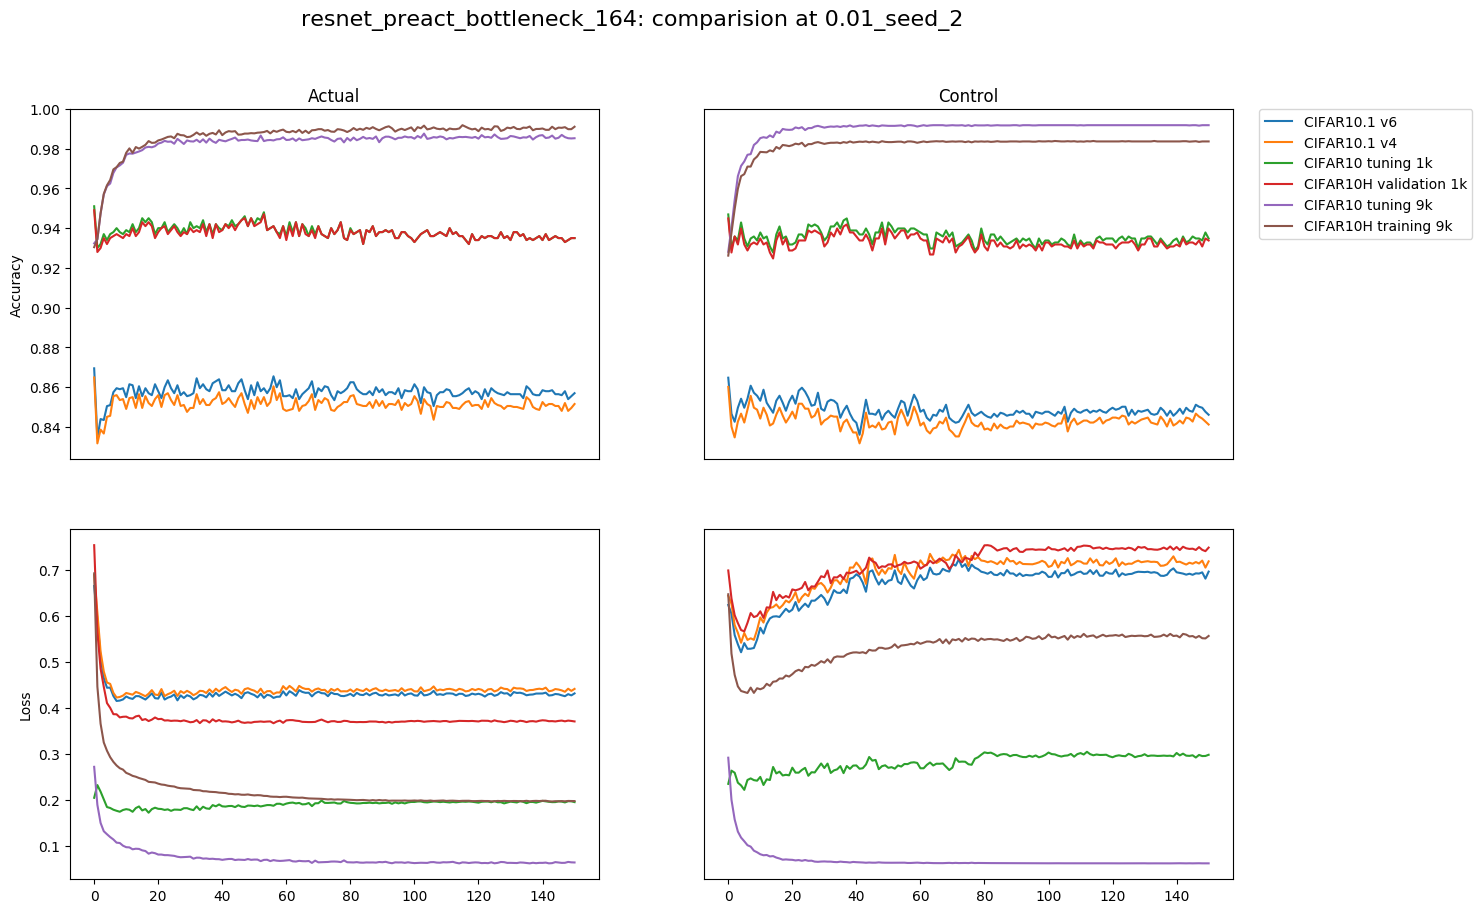 resnet_preact_bottleneck_164: comparision at 0.01_seed_2
Actual
Control
Accuracy
1.00
0.98
0.96
0.94
0.92
0.90
0.88
0.86
0.84
CIFAR10.1 v6
CIFAR10.1 v4
CIFAR10 tuning 1k
CIFAR10H validation 1k
CIFAR10 tuning 9k
CIFAR10H training 9k
Loss
0.7
0.6
0.5
0.4
0.3
0.2
0.1
0 20 40 60 80 100 120 140
0 20 40 60 80 100 120 140